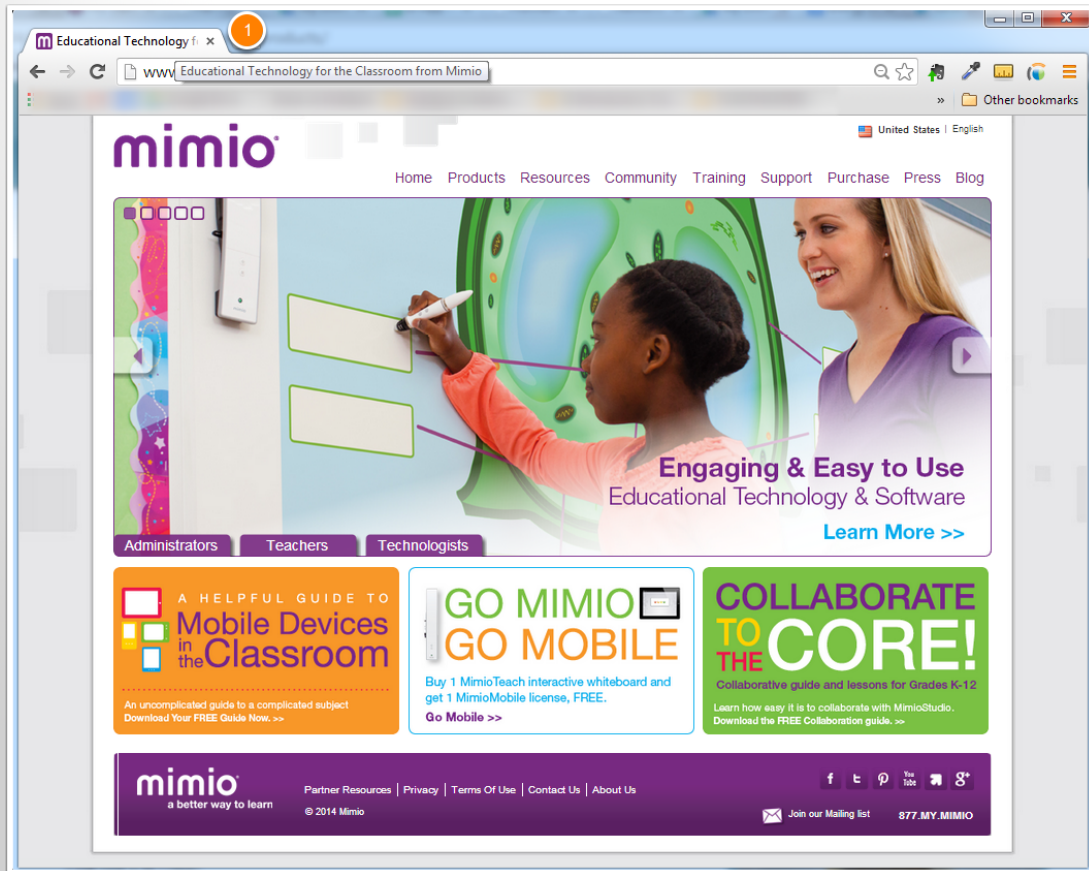 1
Educational Technology f
www
Educational Technology for the Classroom from Mimio
» Other bookmarks
mimio
United States | English
Home Products Resources Community Training Support Purchase Press Blog
Engaging & Easy to Use
Educational Technology & Software
Learn More >>
Administrators Teachers Technologists
A HELPFUL GUIDE TO
Mobile Devices
in
the Classroom
An uncomplicated guide to a complicated subject
Download Your FREE Guide Now. >>
GO MIMIO
GO MOBILE
Buy 1 MimioTeach interactive whiteboard and
get 1 MimioMobile license, FREE.
Go Mobile >>
COLLABORATE
TO
THE CORE!
Collaborative guide and lessons for Grades K-12
Learn how easy it is to collaborate with MimioStudio.
Download the FREE Collaboration guide. >>
mimio
a better way to learn
Partner Resources | Privacy | Terms Of Use | Contact Us | About Us
© 2014 Mimio
You
Tube
Join our Mailing list 877.MY.MIMIO